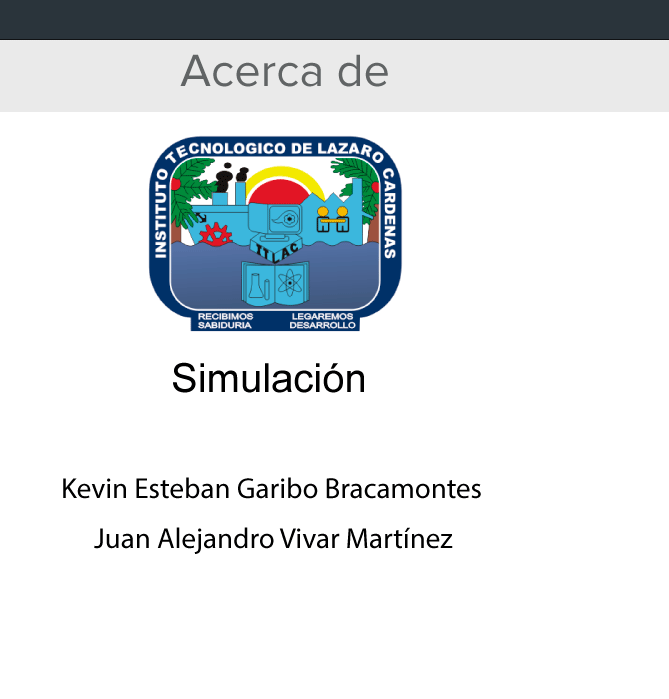 Acerca de
INSTITUTO TECNOLOGICO DE LAZARO CARDENAS
ITLAC
RECIBIMOS LEGAREMOS
SABIDURIA DESARROLLO
Simulación
Kevin Esteban Garibo Bracamontes
Juan Alejandro Vivar Martínez